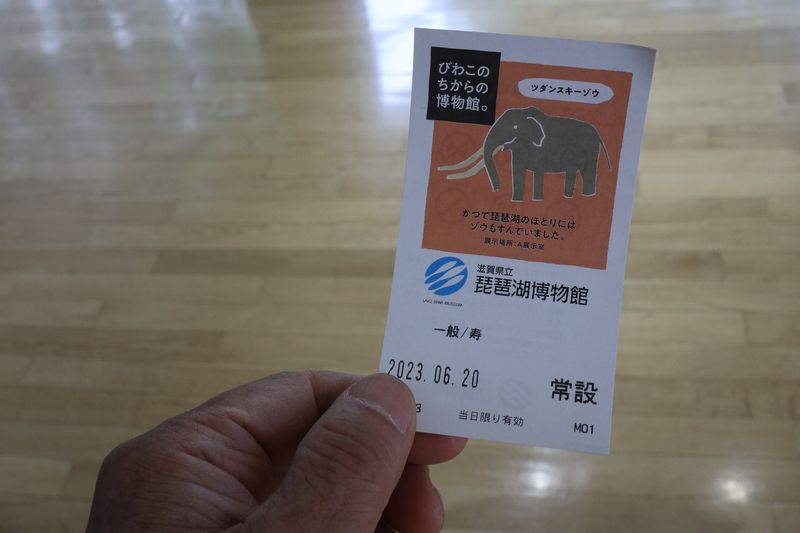 びわこの
ちからの
博物館。
ツダンスキーゾウ
かつて琵琶湖のほとりには
ゾウもすんでいました。
展示場所:A展示室
滋賀県立
琵琶湖博物館
LAKE BIWA MUSEUM
一般/寿
2023.06.20
常設
3
当日限り有効
M01